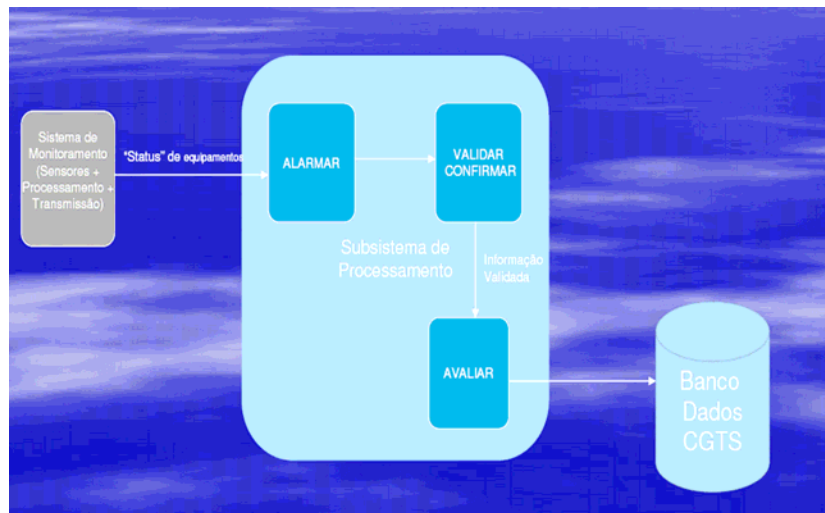 Sistema de
Monitoramento
(Sensores +
Processamento +
Transmissão)
"Status" de equipamentos
ALARMAR
VALIDAR
CONFIRMAR
Subsistema de
Processamento
Informação
Validada
AVALIAR
Banco
Dados
CGTS